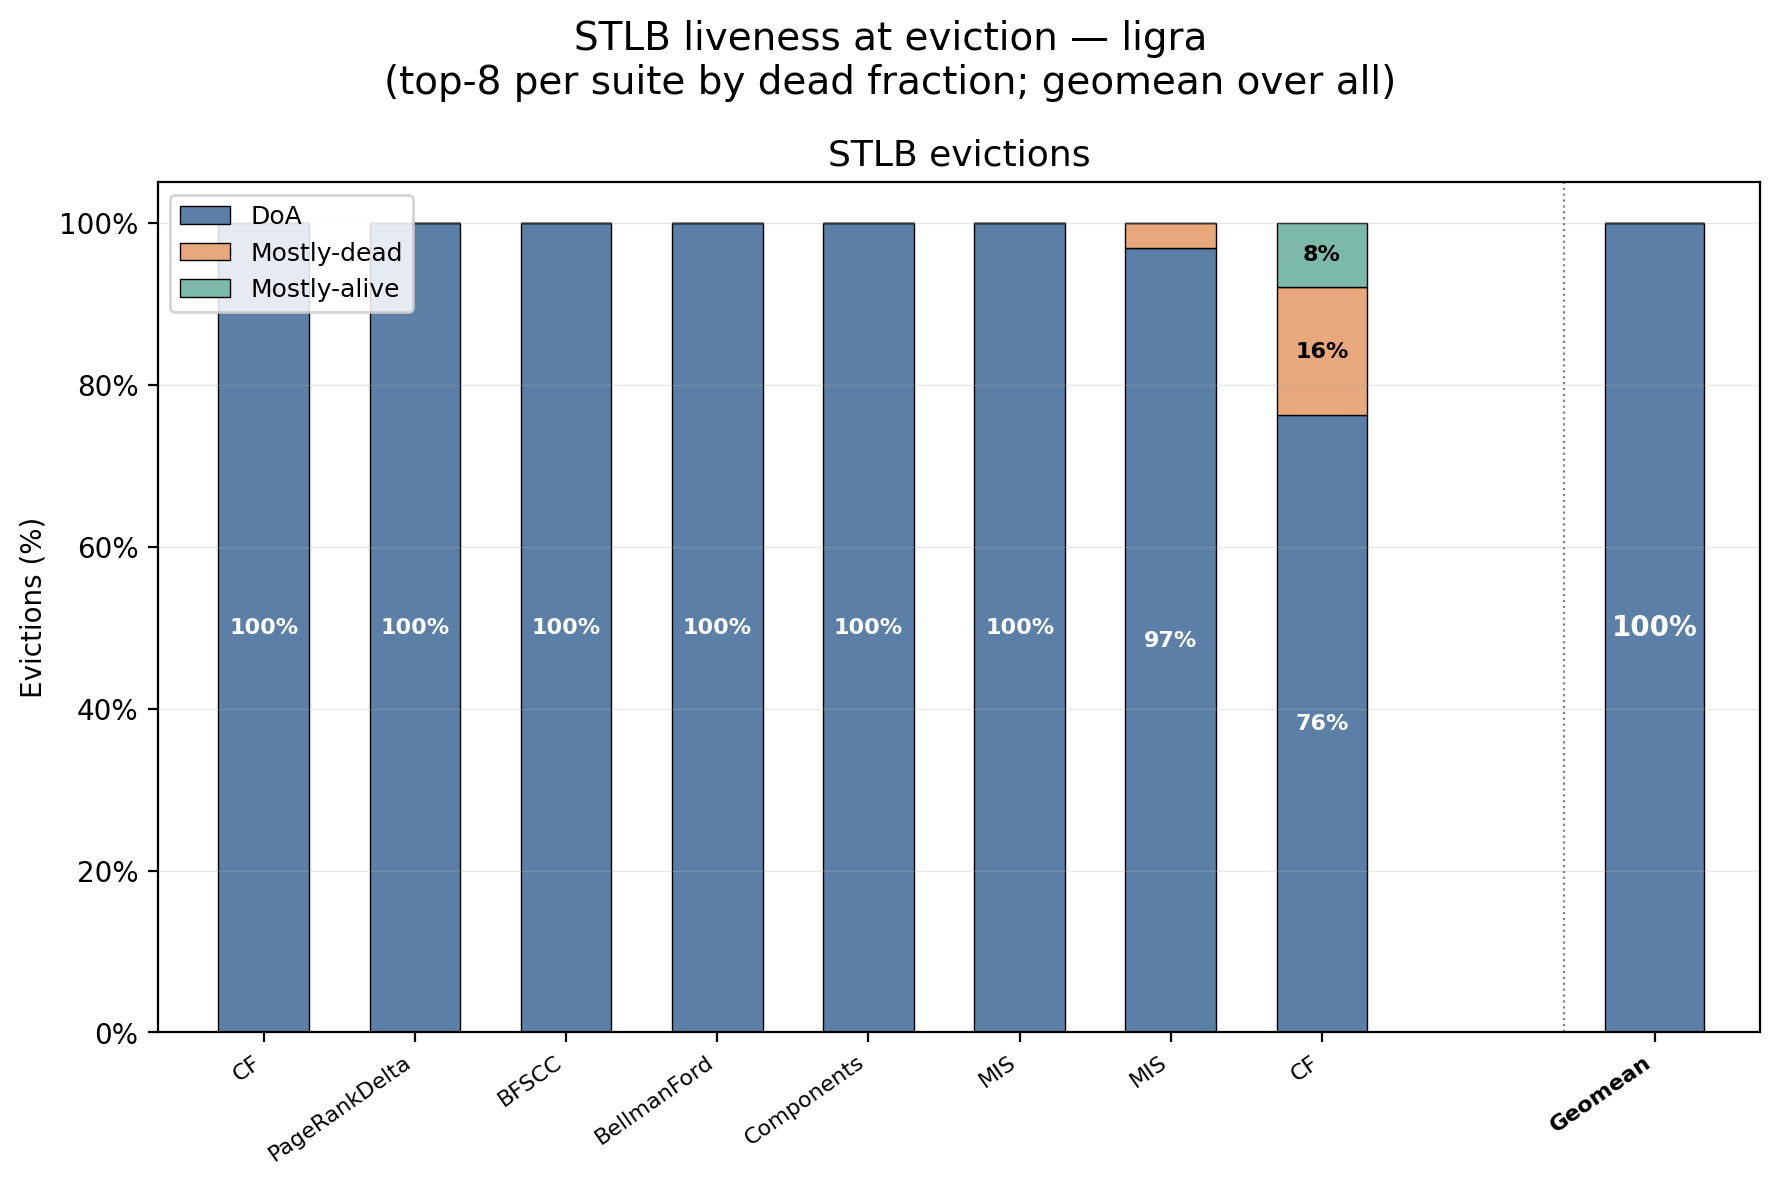 STLB liveness at eviction — ligra
(top-8 per suite by dead fraction; geomean over all)
STLB evictions
DoA
Mostly-dead
Mostly-alive
Evictions (%)
100%
80%
60%
40%
20%
0%
100%
100%
100%
100%
100%
100%
97%
76%
16%
8%
100%
CF
PageRankDelta
BFSCC
BellmanFord
Components
MIS
MIS
CF
Geomean